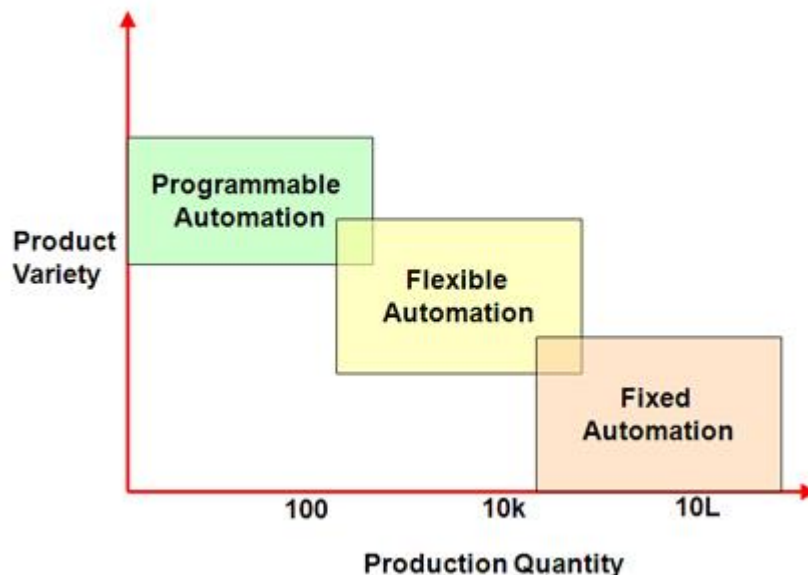 Programmable
Automation
Product
Variety
Flexible
Automation
Fixed
Automation
100
10k
10L
Production Quantity